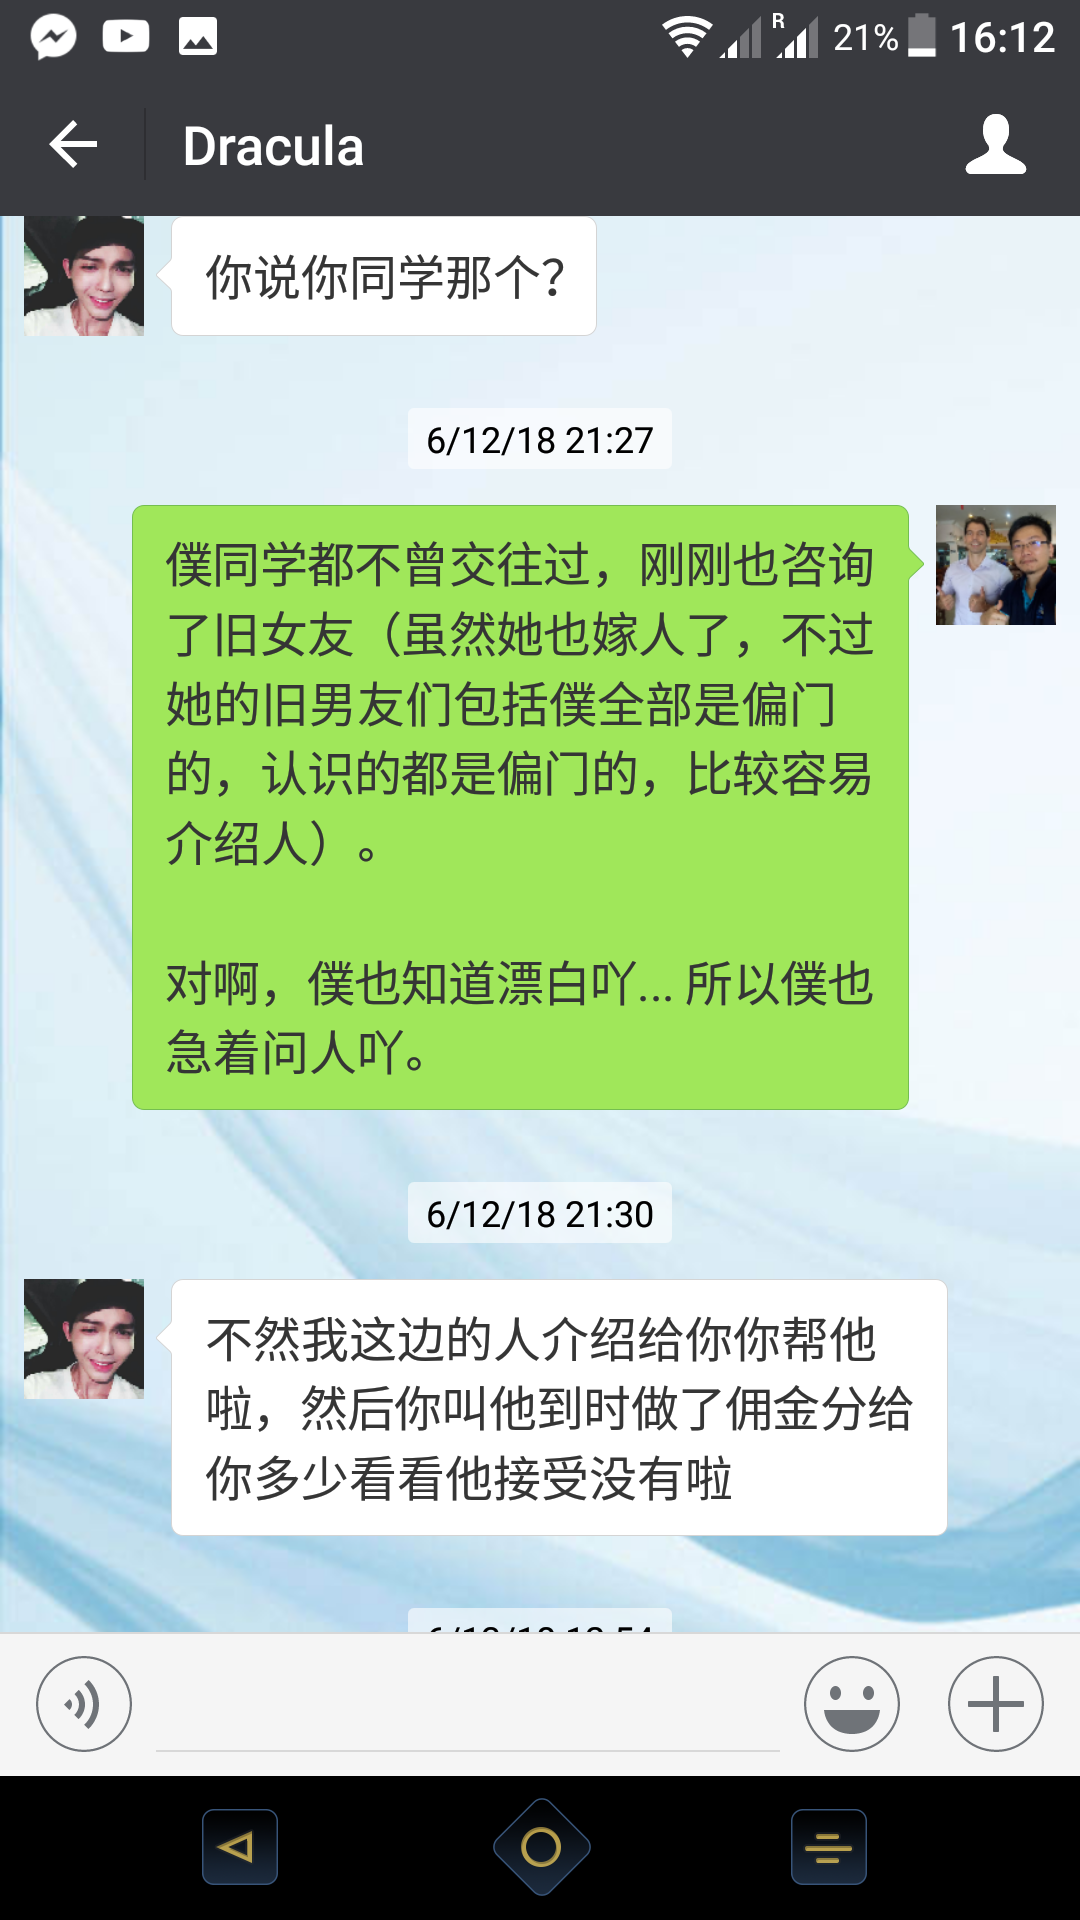 R
21%
16:12
Dracula
你说你同学那个？
6/12/18 21:27
僕同学都不曾交往过，刚刚也咨询
了旧女友（虽然她也嫁人了，不过
她的旧男友们包括僕全部是偏门
的，认识的都是偏门的，比较容易
介绍人）。
对啊，僕也知道漂白吖... 所以僕也
急着问人吖。
6/12/18 21:30
不然我这边的人介绍给你你帮他
啦，然后你叫他到时做了佣金分给
你多少看看他接受没有啦